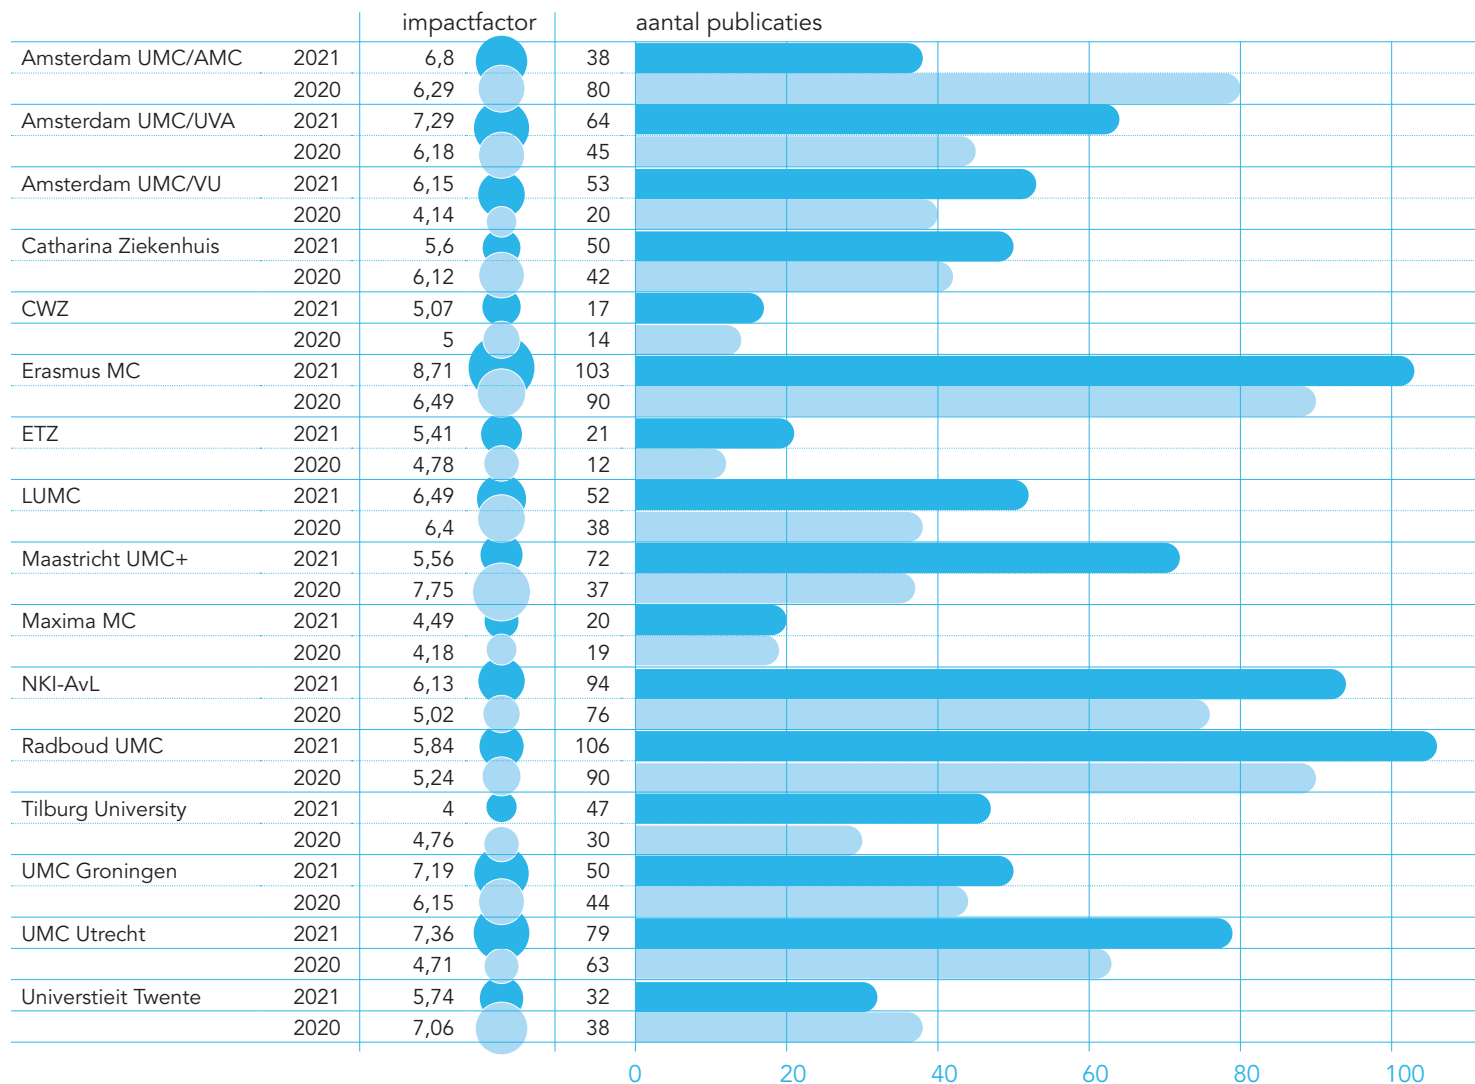 impactfactor aantal publicaties
Amsterdam UMC/AMC 2021 6,8 38
2020 6,29 80
Amsterdam UMC/UVA 2021 7,29 64
2020 6,18 45
Amsterdam UMC/VU 2021 6,15 53
2020 4,14 20
Catharina Ziekenhuis 2021 5,6 50
2020 6,12 42
CWZ 2021 5,07 17
2020 5 14
Erasmus MC 2021 8,71 103
2020 6,49 90
ETZ 2021 5,41 21
2020 4,78 12
LUMC 2021 6,49 52
2020 6,4 38
Maastricht UMC+ 2021 5,56 72
2020 7,75 37
Maxima MC 2021 4,49 20
2020 4,18 19
NKI-AvL 2021 6,13 94
2020 5,02 76
Radboud UMC 2021 5,84 106
2020 5,24 90
Tilburg University 2021 4 47
2020 4,76 30
UMC Groningen 2021 7,19 50
2020 6,15 44
UMC Utrecht 2021 7,36 79
2020 4,71 63
Universtieit Twente 2021 5,74 32
2020 7,06 38
0 20 40 60 80 100